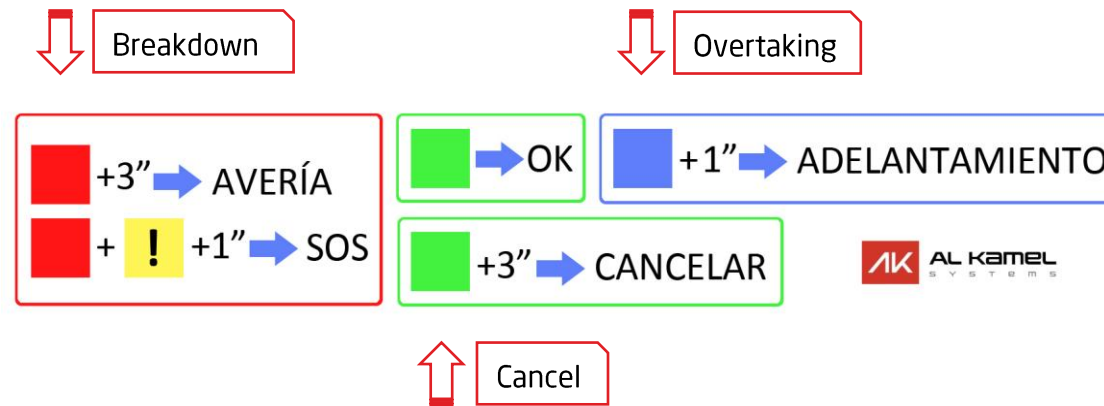 Breakdown
Overtaking
+3” AVERÍA
+ ! +1” SOS
OK
+3” CANCELAR
+1” ADELANTAMIENTO
AK AL KAMEL
SYSTEMS
Cancel